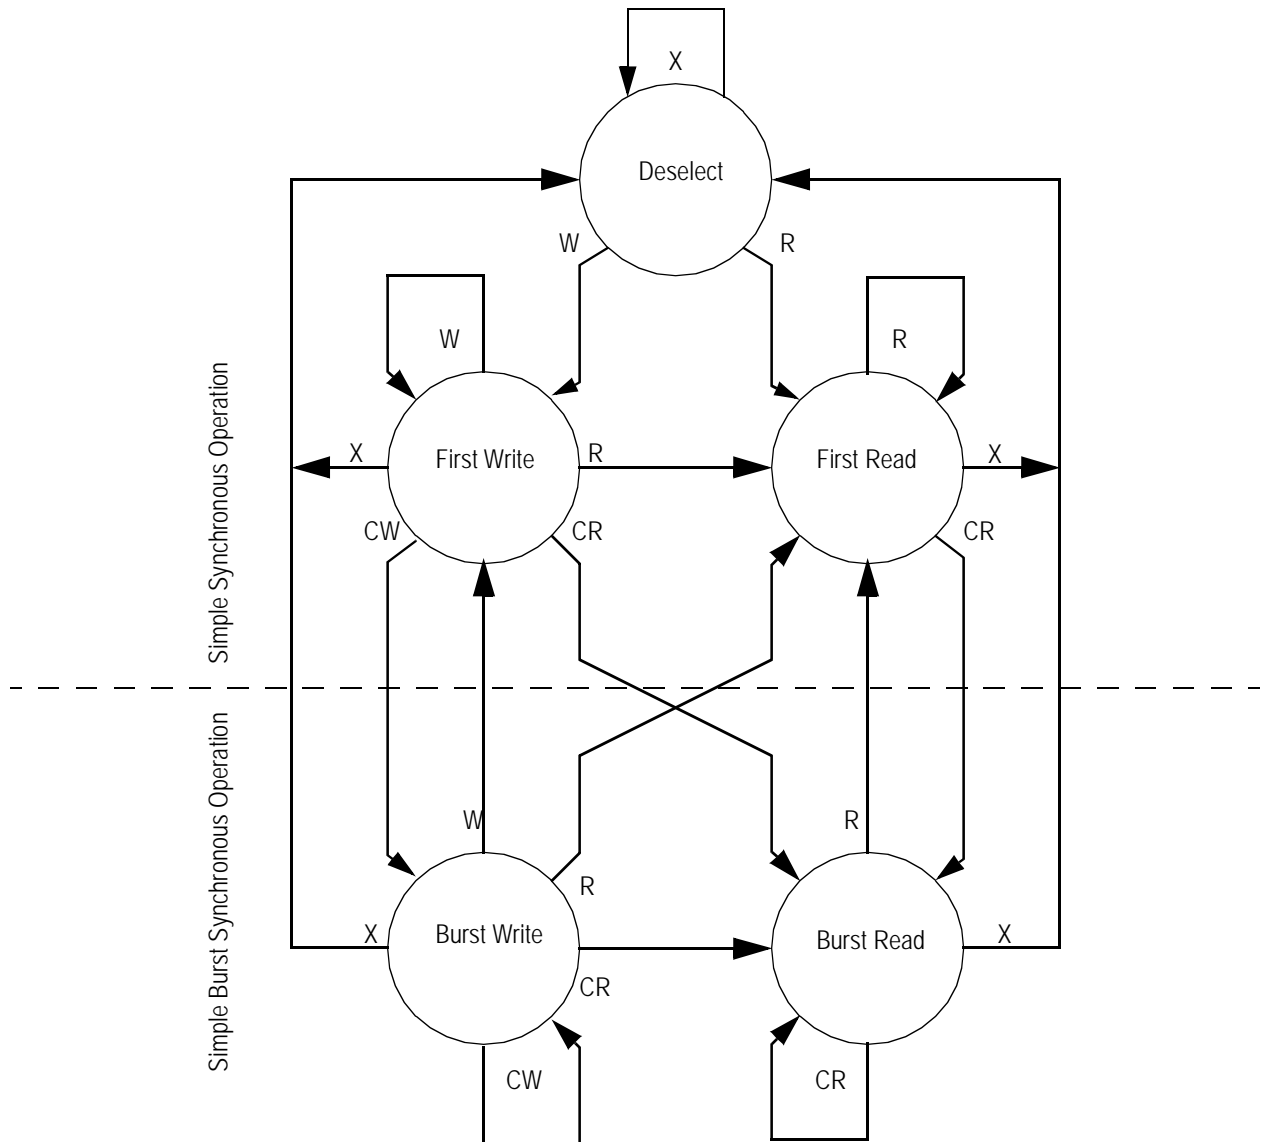 X
Deselect
W
R
W
R
X
First Write
R
First Read
X
CW
CR
CR
Simple Synchronous Operation
Simple Burst Synchronous Operation
W
R
R
X
Burst Write
Burst Read
X
CR
CW
CR